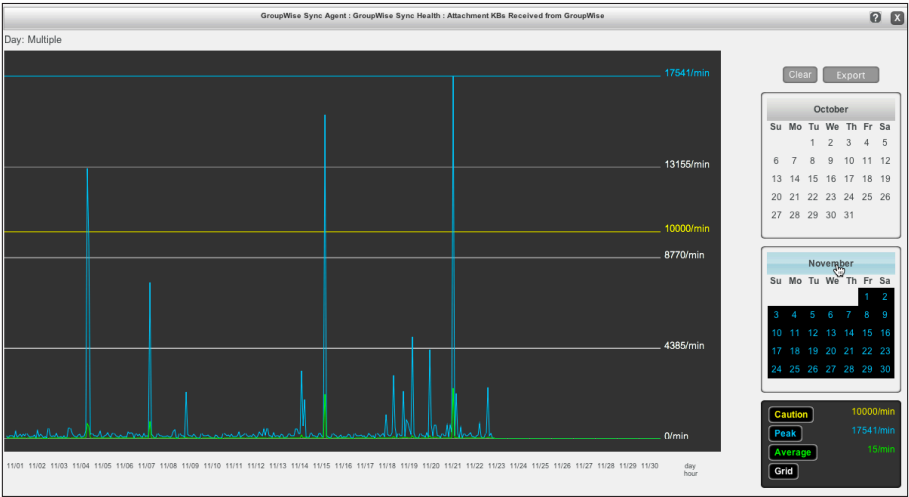 GroupWise Sync Agent : GroupWise Sync Health : Attachment KBs Received from GroupWise
? X
Day: Multiple
17541/min
13155/min
10000/min
8770/min
4385/min
0/min
11/01 11/02 11/03 11/04 11/05 11/06 11/07 11/08 11/09 11/10 11/11 11/12 11/13 11/14 11/15 11/16 11/17 11/18 11/19 11/20 11/21 11/22 11/23 11/24 11/25 11/26 11/27 11/28 11/29 11/30
day
hour
Clear Export
October
Su Mo Tu We Th Fr Sa
1 2 3 4 5
6 7 8 9 10 11 12
13 14 15 16 17 18 19
20 21 22 23 24 25 26
27 28 29 30 31
November
Su Mo Tu We Th Fr Sa
1 2
3 4 5 6 7 8 9
10 11 12 13 14 15 16
17 18 19 20 21 22 23
24 25 26 27 28 29 30
Caution 10000/min
Peak 17541/min
Average 15/min
Grid